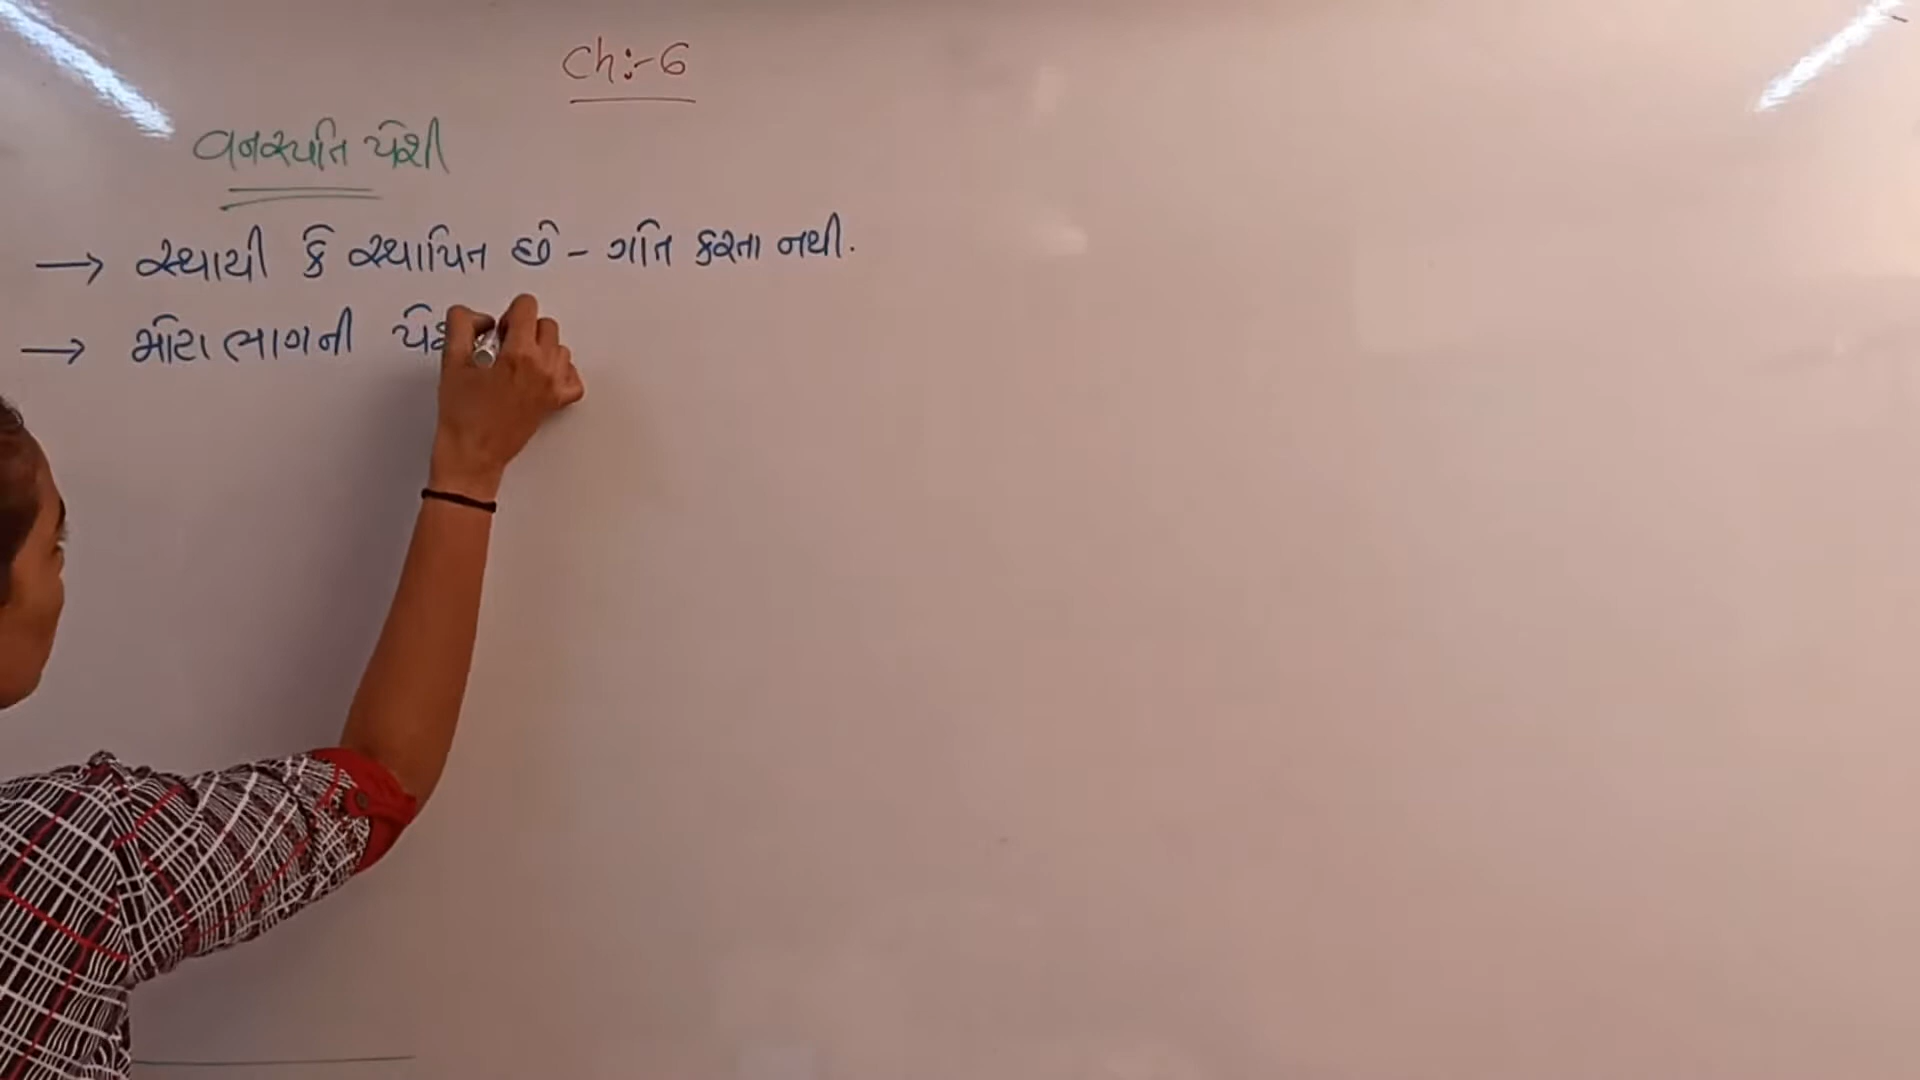 Ch:-6
વનસ્પતિ પેશી
→ સ્થાયી કે સ્થાપિત છે - ગતિ કરતા નથી.
→ મોટા ભાગની